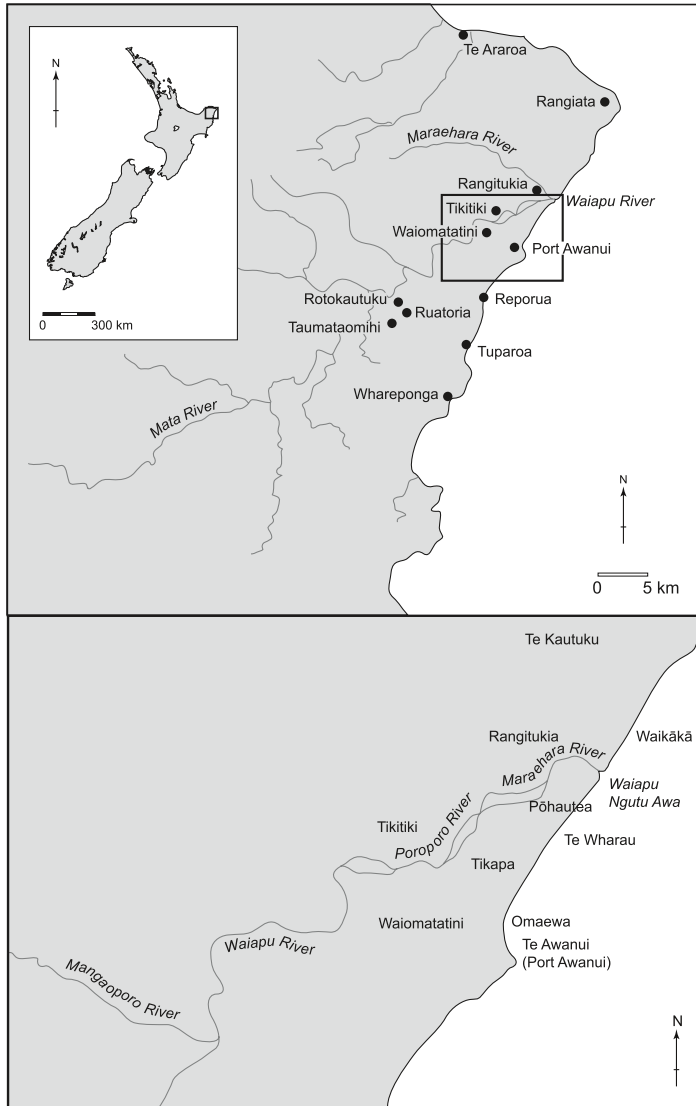 N
0
300 km
Te Araroa
Rangiata
Maraehara River
Rangitukia
Waiapu River
Tikitiki
Waiomatatini
Port Awanui
Rotokautuku
Reporua
Ruatoria
Taumataomihi
Tuparoa
Whareponga
Mata River
N
0
5 km
Te Kautuku
Rangitukia
Waikākā
Maraehara River
Waiapu
Ngutu Awa
Pōhautea
Poroporo River
Tikitiki
Te Wharau
Tikapa
Waiomatatini
Omaewa
Waiapu River
Te Awanui
(Port Awanui)
Mangaoporo River
N